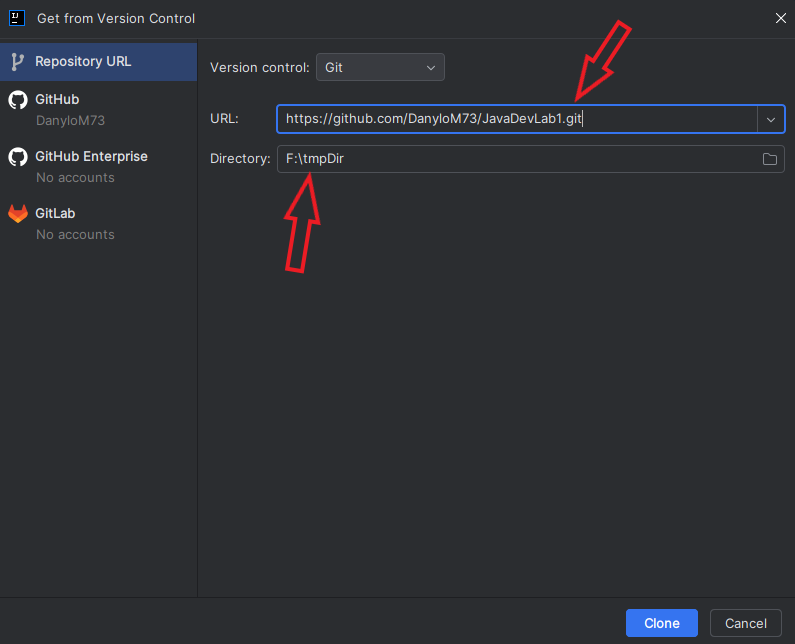 Get from Version Control
Repository URL
GitHub
DanyloM73
GitHub Enterprise
No accounts
GitLab
No accounts
Version control: Git
URL: https://github.com/DanyloM73/JavaDevLab1.git
Directory: F:\tmpDir
Clone Cancel